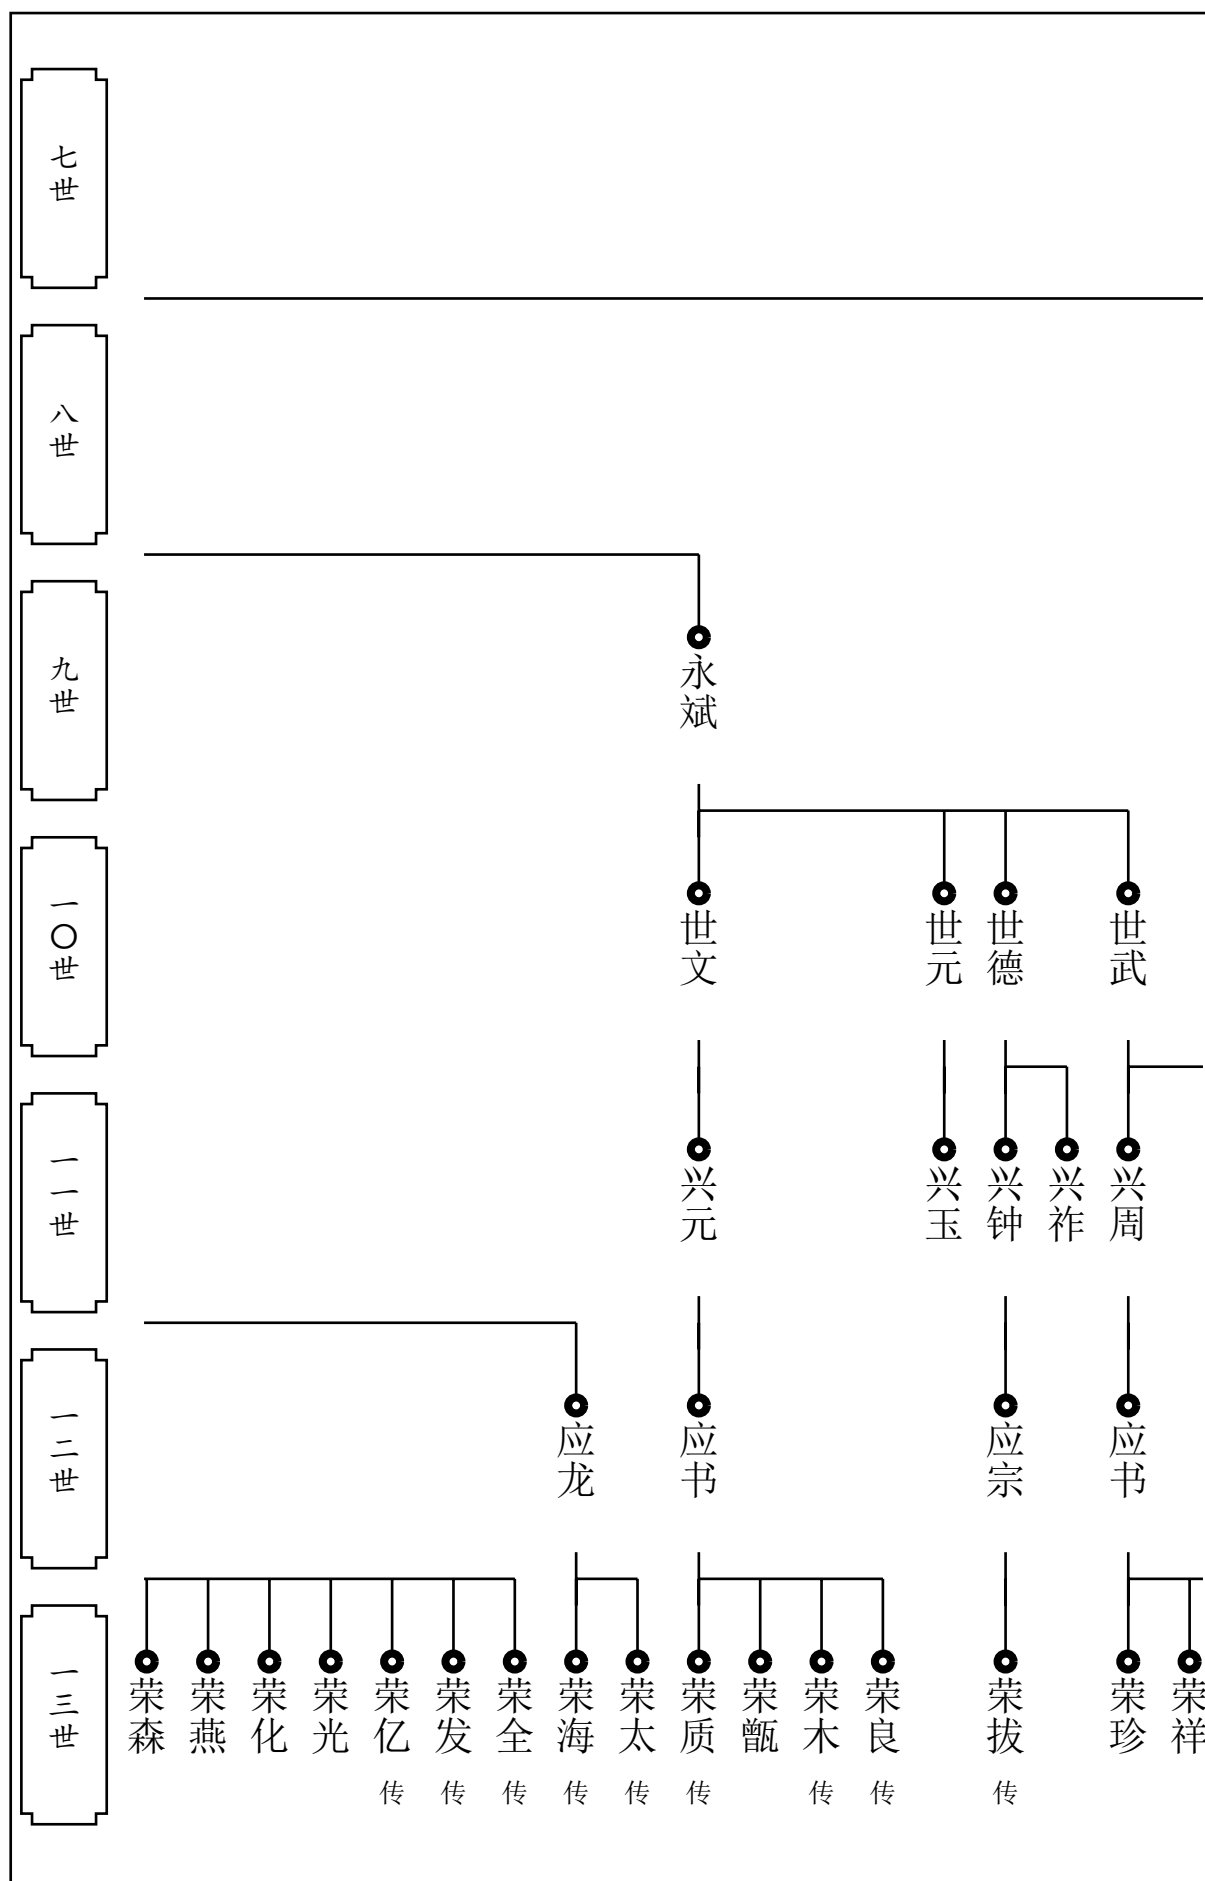 七世
八世
九世
一〇世
一一世
一二世
一三世
永斌
世武
世德
世元
世文
兴周
兴祚
兴钟
兴玉
兴元
应书
应宗
应书
应龙
荣祥
荣珍
荣拔 传
荣良 传
荣木 传
荣甑
荣质 传
荣太 传
荣海 传
荣全 传
荣发 传
荣亿 传
荣光
荣化
荣燕
荣森